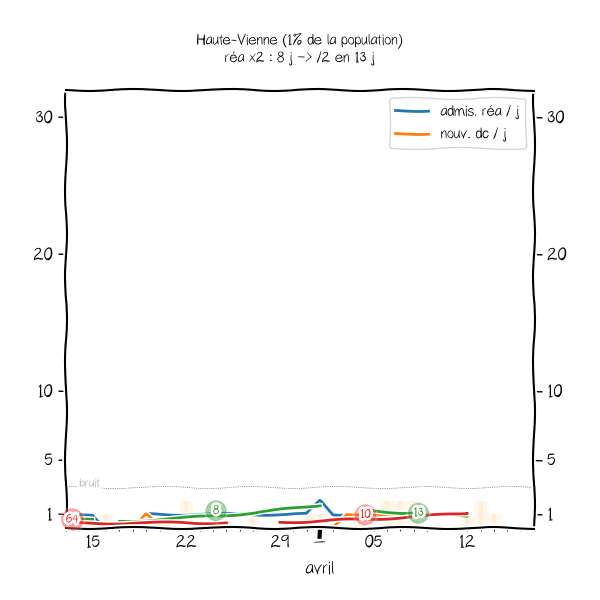 Haute-Vienne (1% de la population)
réa x2 : 8 j -> /2 en 13 j
admis. réa / j
nouv. dc / j
30 30
20 20
10 10
5 5
bruit
1 64 8 10 13 1
15 22 29 1 05 12
avril